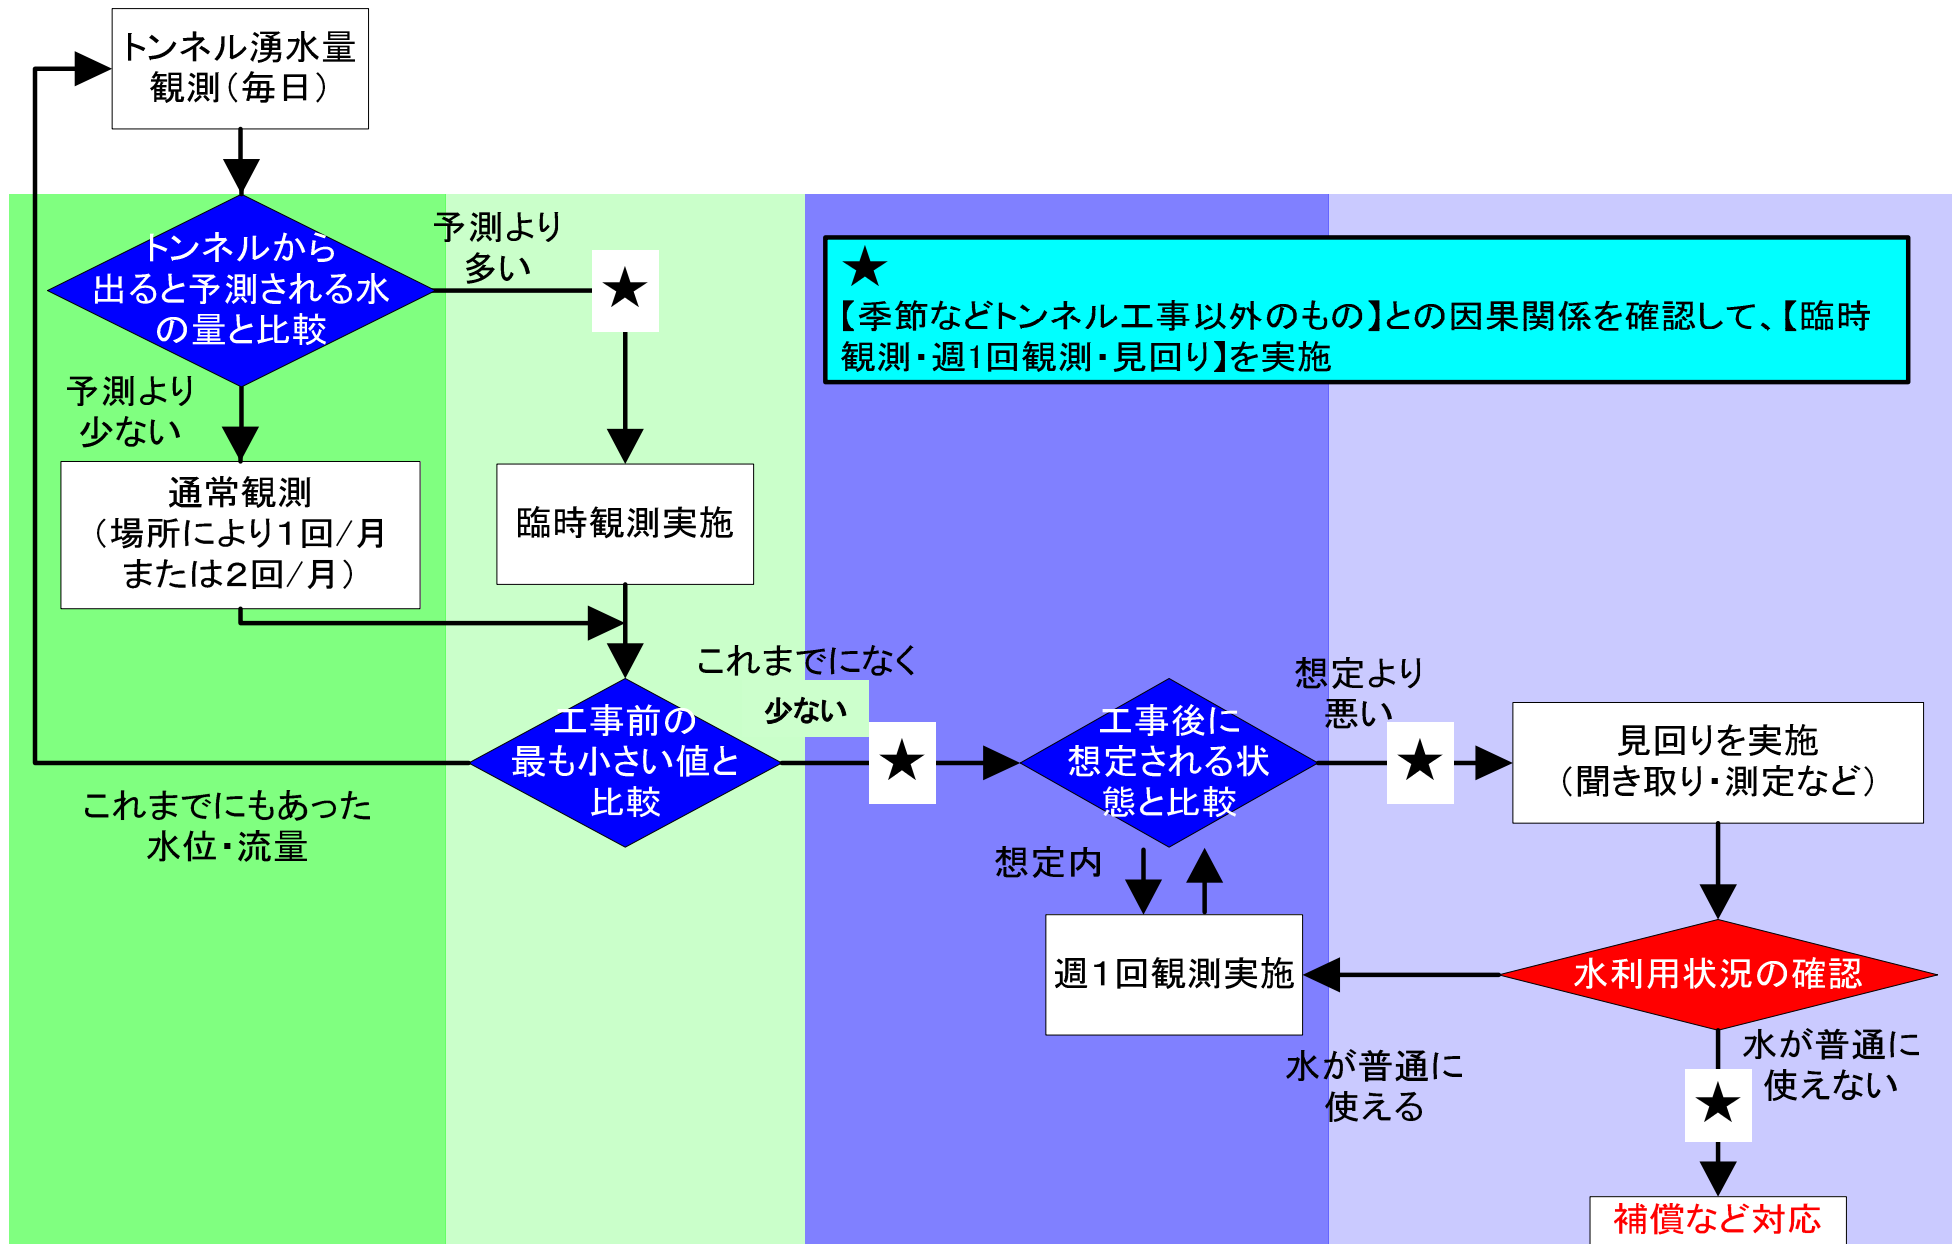 トンネル湧水量
観測（毎日）
トンネルから
出ると予測される水
の量と比較
予測より
多い
★
★
【季節などトンネル工事以外のもの】との因果関係を確認して、【臨時
観測・週1回観測・見回り】を実施
予測より
少ない
通常観測
（場所により１回/月
または２回/月）
臨時観測実施
これまでになく
少ない
★
工事前の
最も小さい値と
比較
これまでにもあった
水位・流量
工事後に
想定される状
態と比較
想定より
悪い
★
見回りを実施
（聞き取り・測定など）
想定内
週１回観測実施
水利用状況の確認
水が普通に
使える
水が普通に
使えない
★
補償など対応